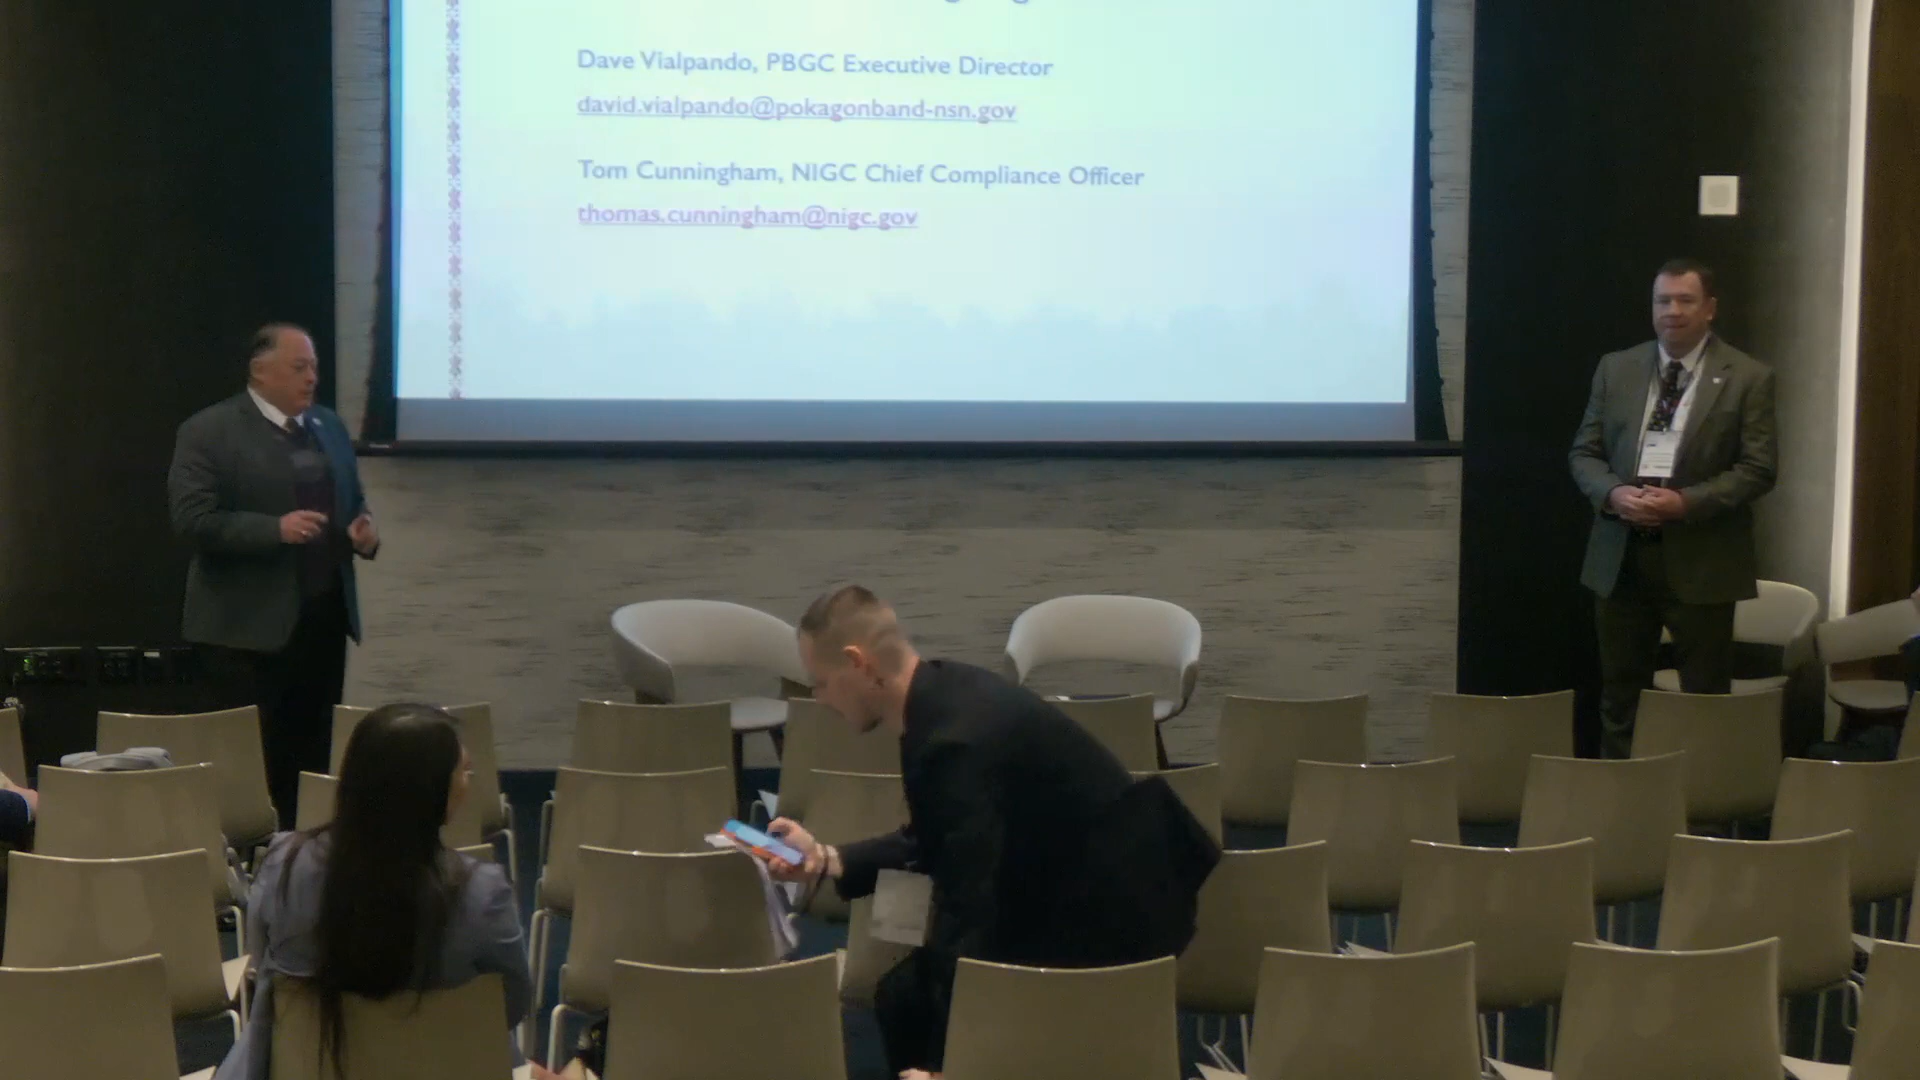 Dave Vialpando, PBGC Executive Director
david.vialpando@pokagonband-nsn.gov
Tom Cunningham, NIGC Chief Compliance Officer
thomas.cunningham@nigc.gov